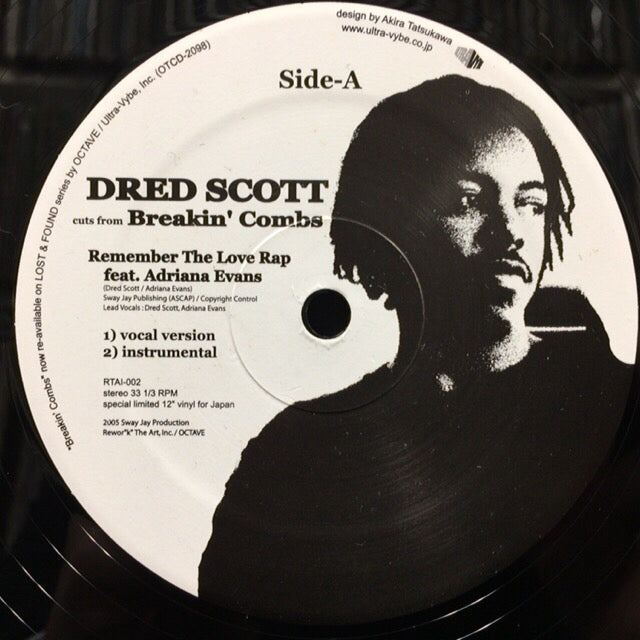 design by Akira Tatsukawa
www.ultra-vybe.co.jp
Side-A
DRED SCOTT
cuts from Breakin' Combs
Remember The Love Rap
feat. Adriana Evans
(Dred Scott / Adriana Evans)
Sway Jay Publishing (ASCAP) / Copyright Control
Lead Vocals : Dred Scott, Adriana Evans
1) vocal version
2) instrumental
RTAI-002
stereo 33 1/3 RPM
special limited 12" vinyl for Japan
2005 Sway Jay Production
Rewor"k" The Art, Inc. / OCTAVE
"Breakin' Combs" now re-available on LOST & FOUND series by OCTAVE / Ultra-Vybe, Inc. (OTCD-2098)